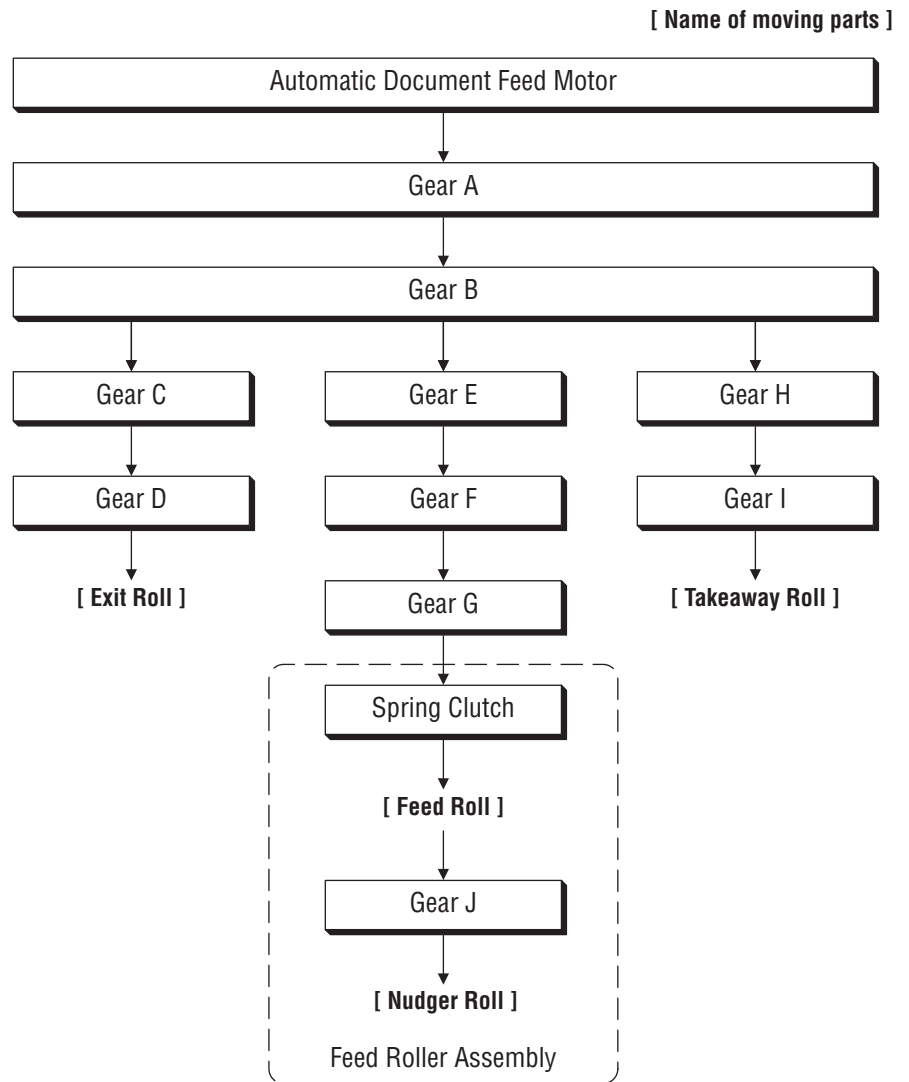 [ Name of moving parts ]
Automatic Document Feed Motor
Gear A
Gear B
Gear C
Gear E
Gear H
Gear D
Gear F
Gear I
[ Exit Roll ]
Gear G
[ Takeaway Roll ]
Spring Clutch
[ Feed Roll ]
Gear J
[ Nudger Roll ]
Feed Roller Assembly